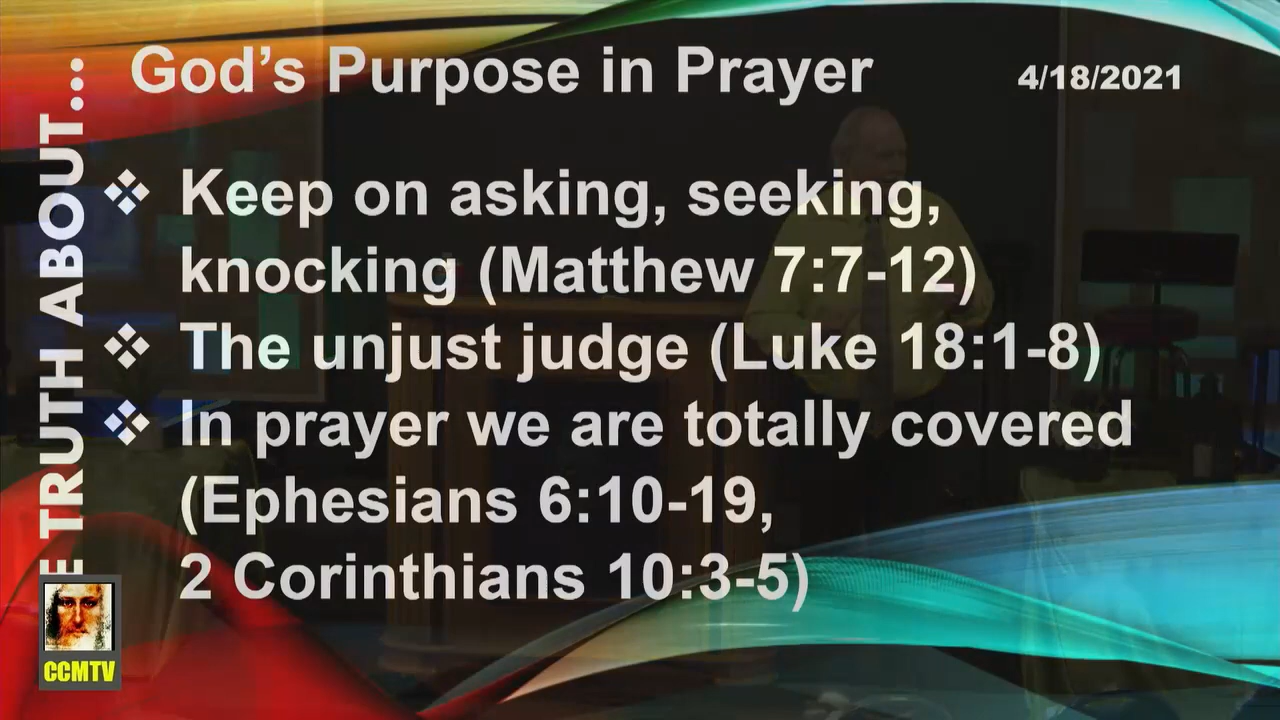 God's Purpose in Prayer
4/18/2021
E TRUTH ABOUT...
❖ Keep on asking, seeking,
knocking (Matthew 7:7-12)
❖ The unjust judge (Luke 18:1-8)
❖ In prayer we are totally covered
(Ephesians 6:10-19,
2 Corinthians 10:3-5)
CCMTV